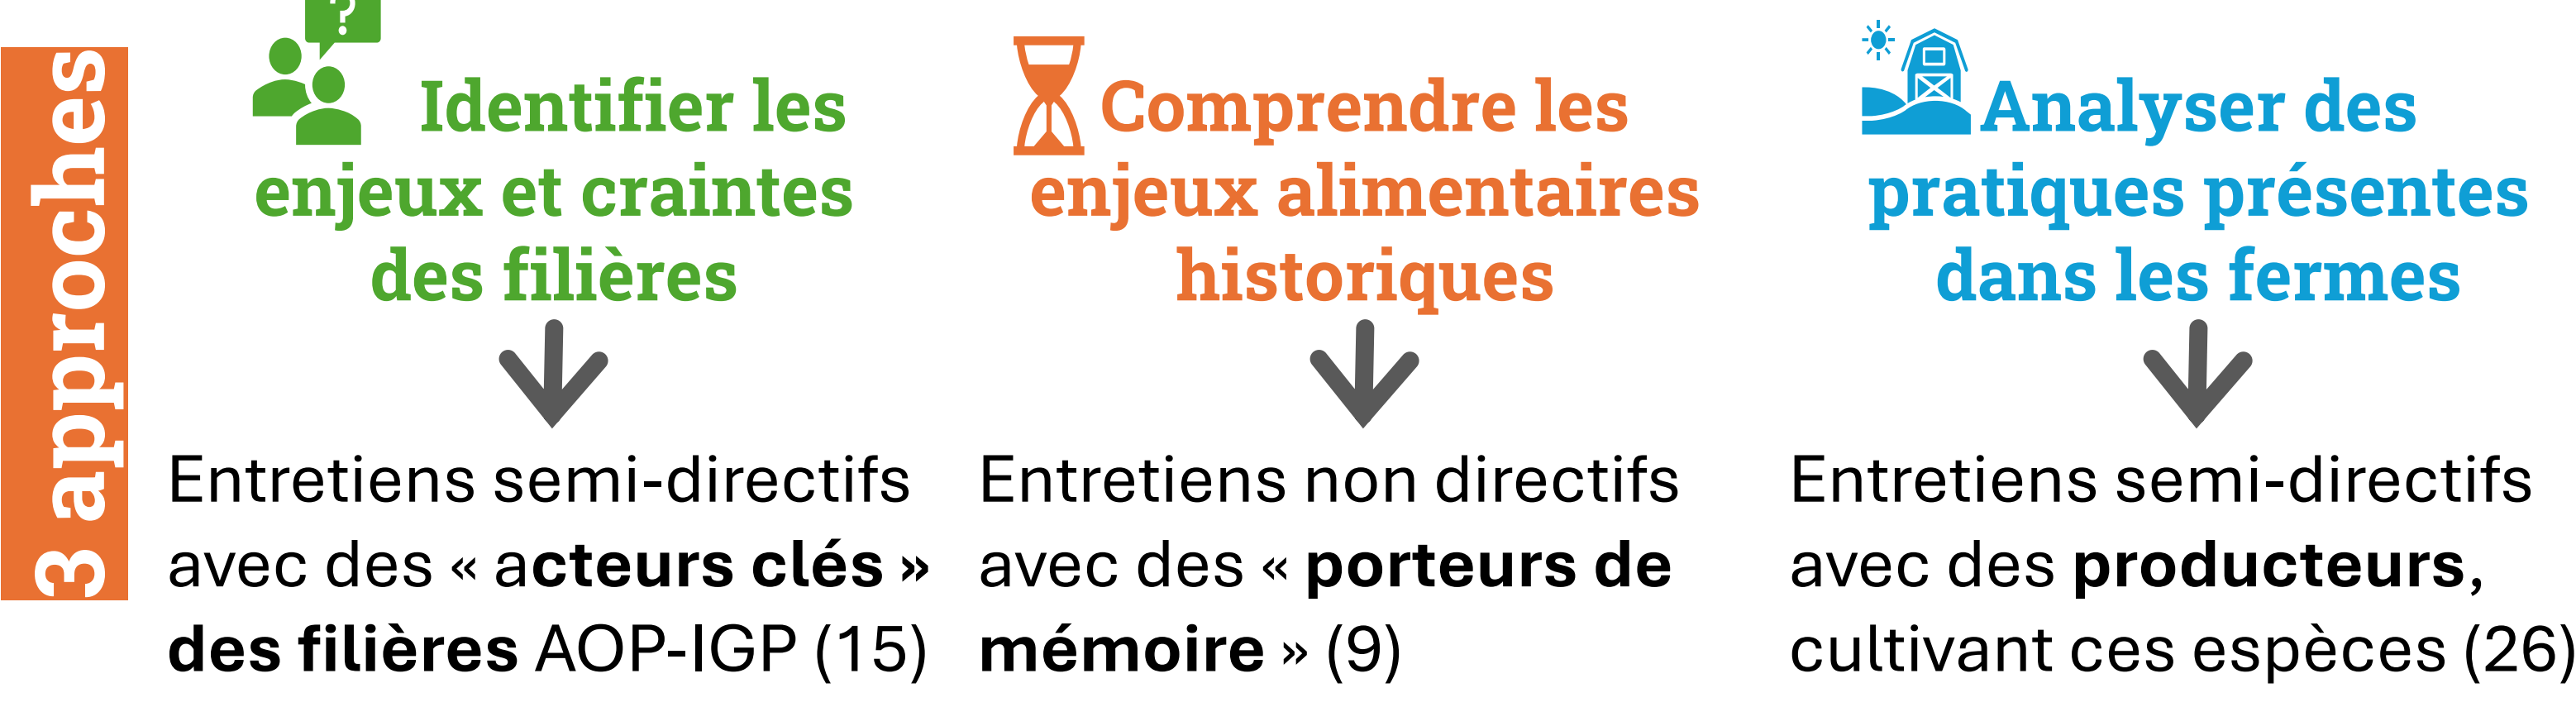 3 approches
?
Identifier les
enjeux et craintes
des filières
Entretiens semi-directifs
avec des « acteurs clés »
des filières AOP-IGP (15)
Comprendre les
enjeux alimentaires
historiques
Entretiens non directifs
avec des « porteurs de
mémoire » (9)
Analyser des
pratiques présentes
dans les fermes
Entretiens semi-directifs
avec des producteurs,
cultivant ces espèces (26)